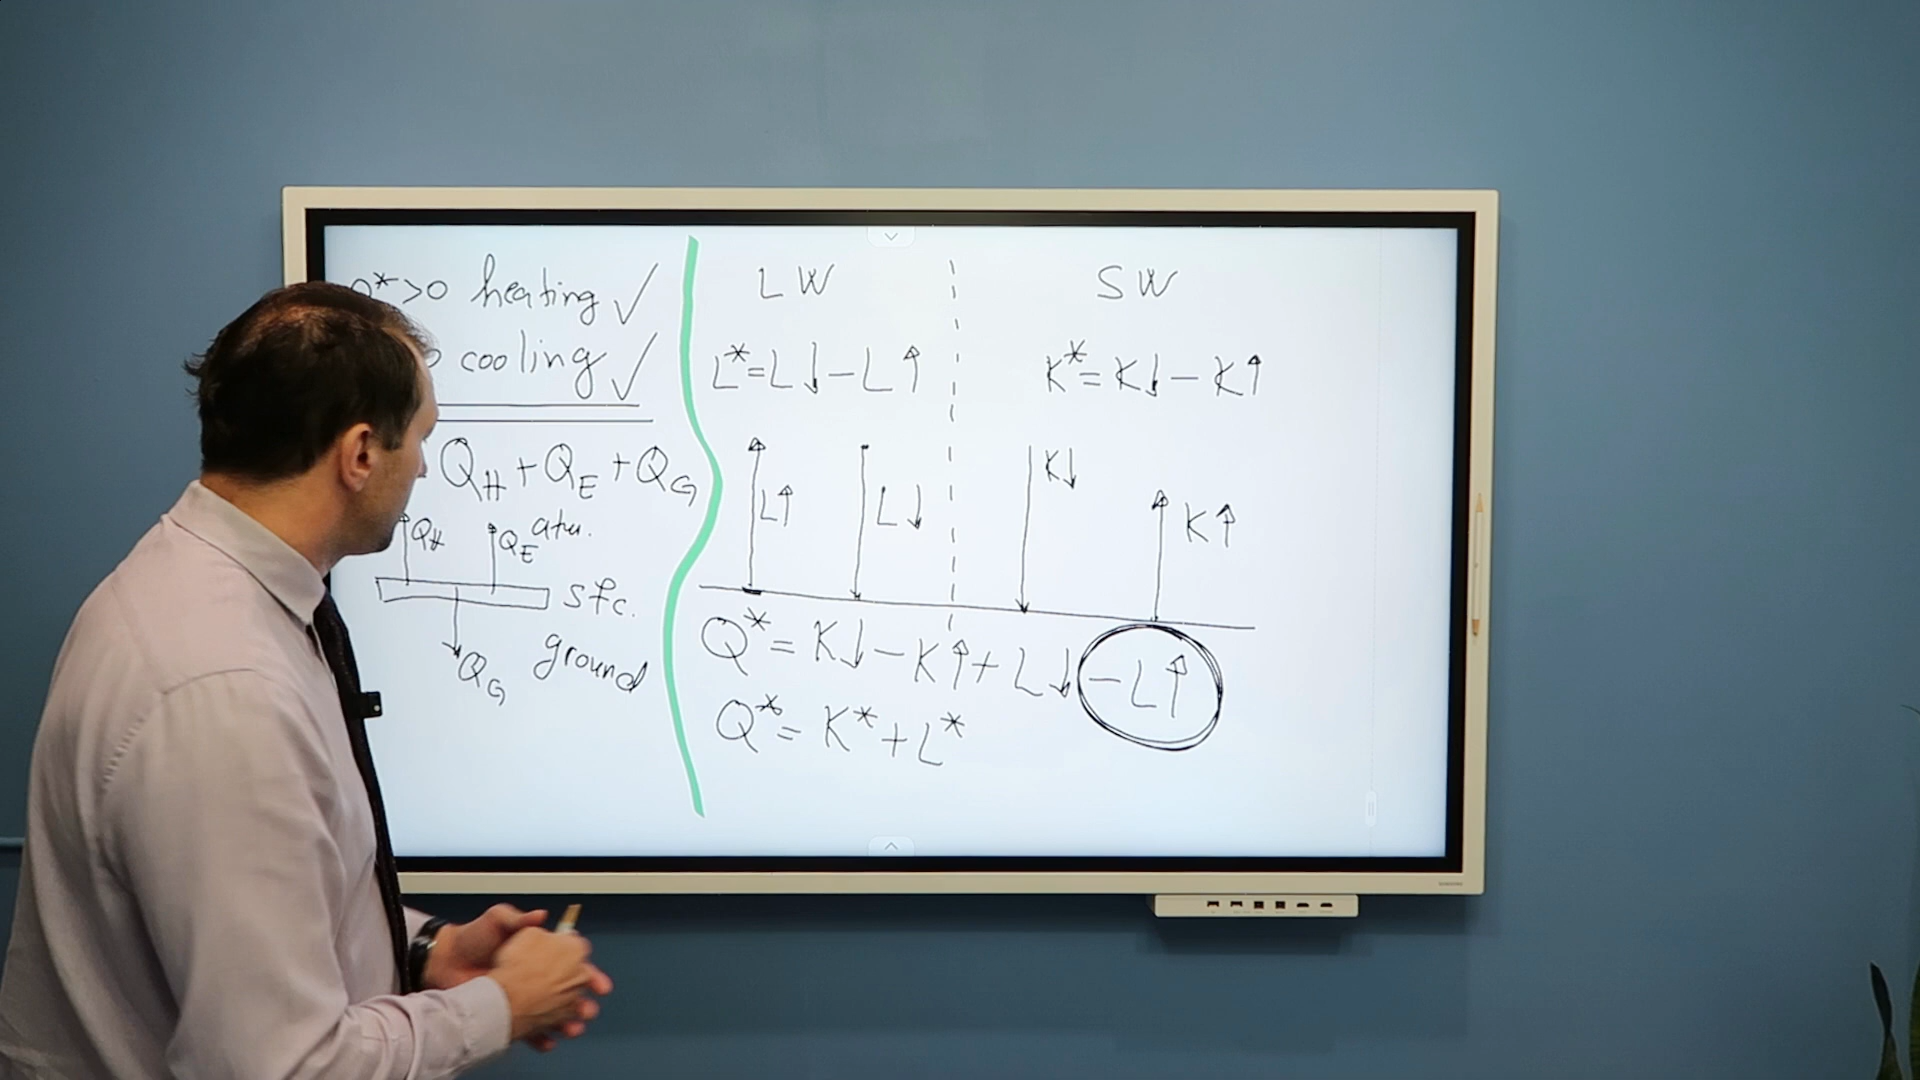 Q*>0 heating ✓
cooling ✓
Q_H + Q_E + Q_G
Q_H Q_E atm.
sfc.
Q_G ground
LW
L* = L↓ - L↑
L↑ L↓
SW
K* = K↓ - K↑
K↓ K↑
Q* = K↓ - K↑ + L↓ - L↑
Q* = K* + L*